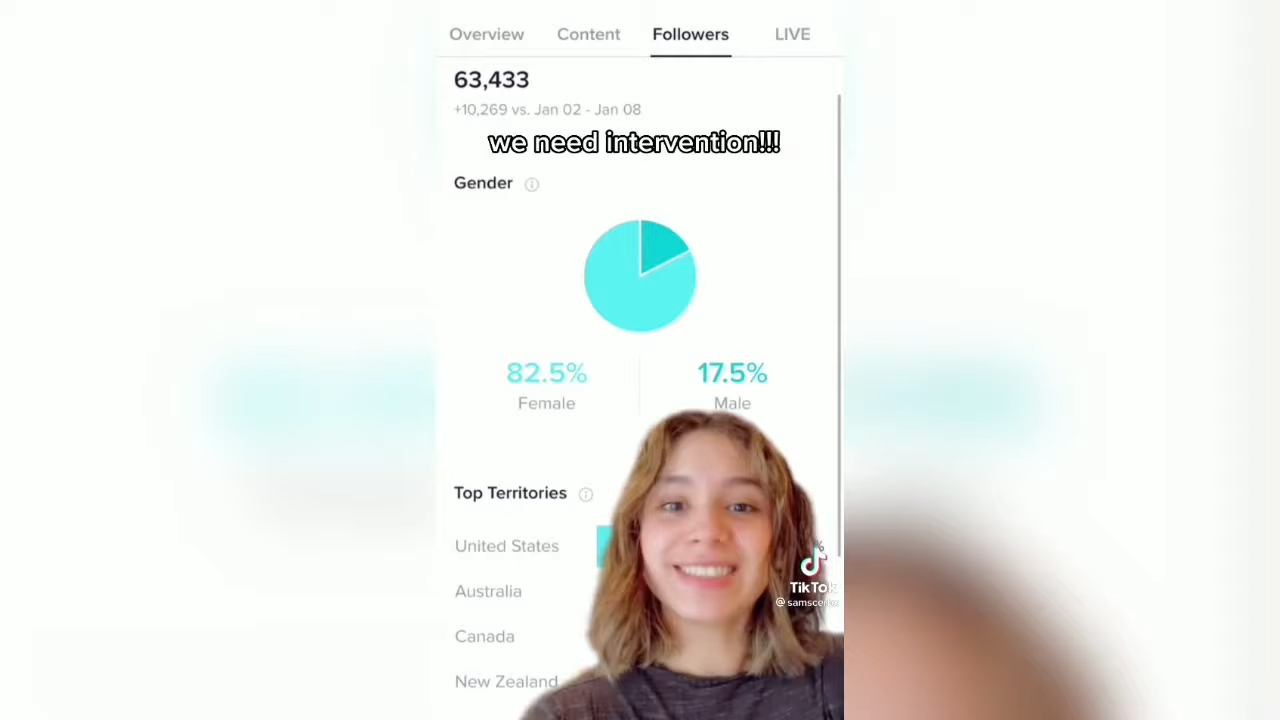 Overview Content Followers LIVE
63,433
+10,269 vs. Jan 02 - Jan 08
we need intervention!!!
Gender
82.5% 17.5%
Female Male
Top Territories
United States %
Australia
TikTok
Canada
New Zealand